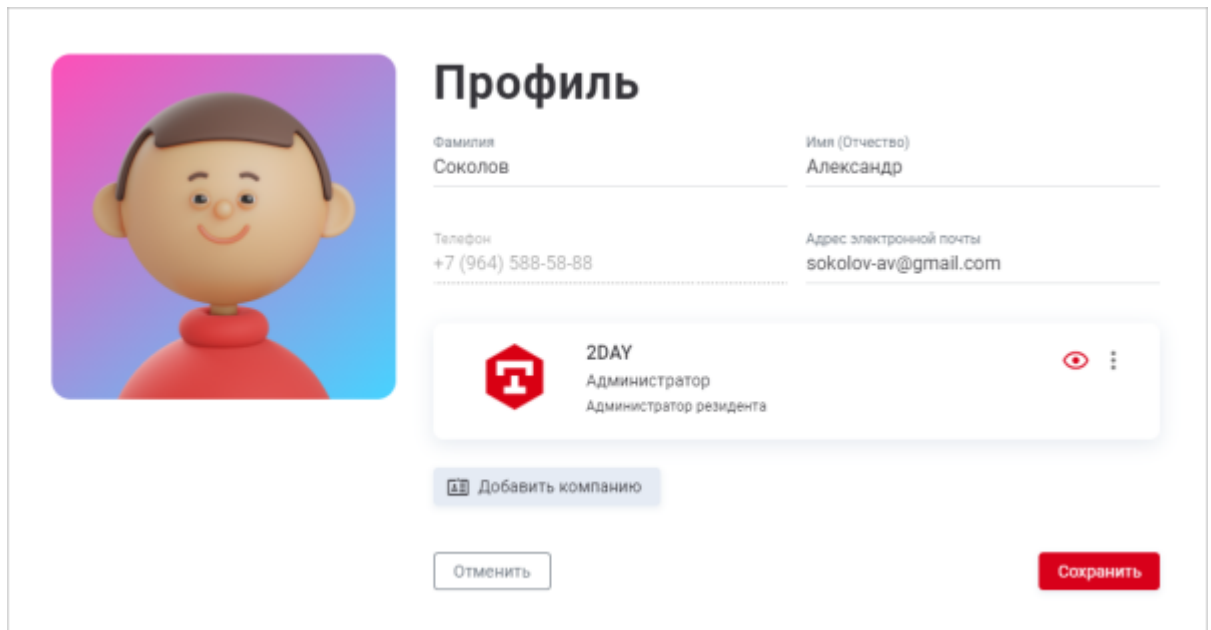 Профиль
Фамилия
Соколов
Имя (Отчество)
Александр
Телефон
+7 (964) 588-58-88
Адрес электронной почты
sokolov-av@gmail.com
2DAY
Администратор
Администратор резидента
Добавить компанию
Отменить
Сохранить